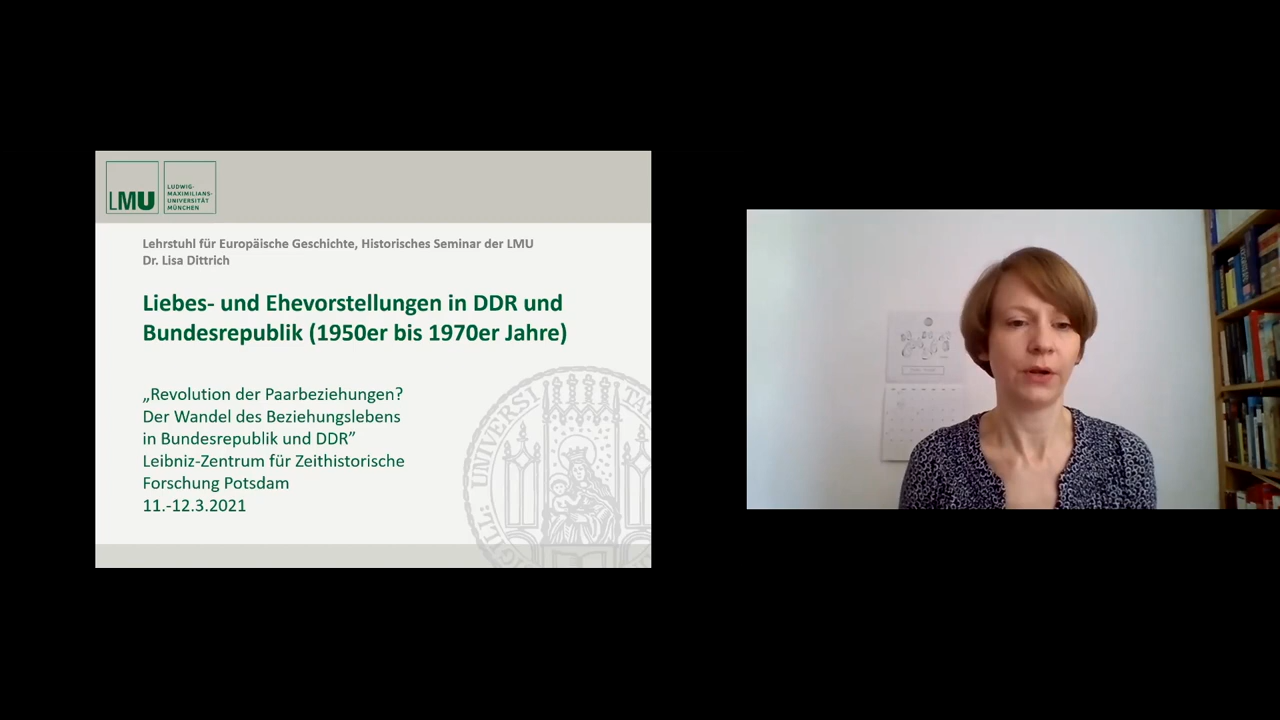 LMU
LUDWIG-
MAXIMILIANS-
UNIVERSITÄT
MÜNCHEN
Lehrstuhl für Europäische Geschichte, Historisches Seminar der LMU
Dr. Lisa Dittrich
Liebes- und Ehevorstellungen in DDR und
Bundesrepublik (1950er bis 1970er Jahre)
„Revolution der Paarbeziehungen?
Der Wandel des Beziehungslebens
in Bundesrepublik und DDR”
Leibniz-Zentrum für Zeithistorische
Forschung Potsdam
11.-12.3.2021